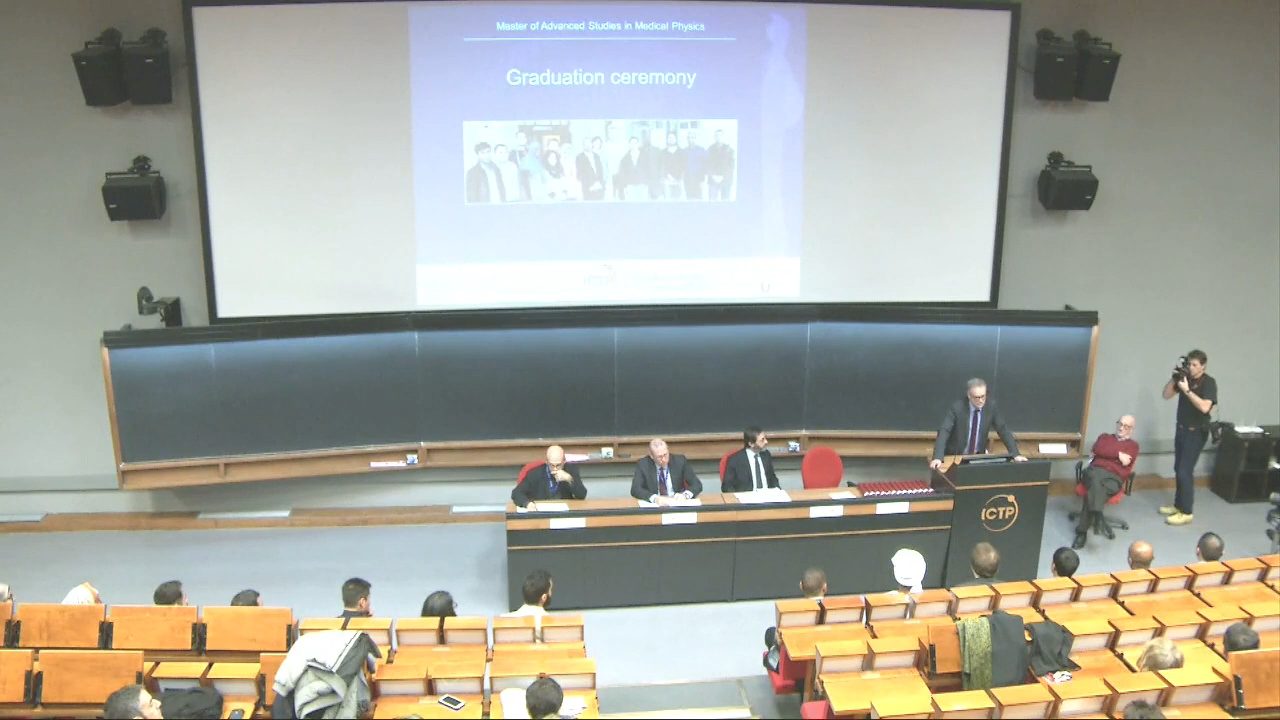 Master of Advanced Studies in Medical Physics
Graduation ceremony
ICTP